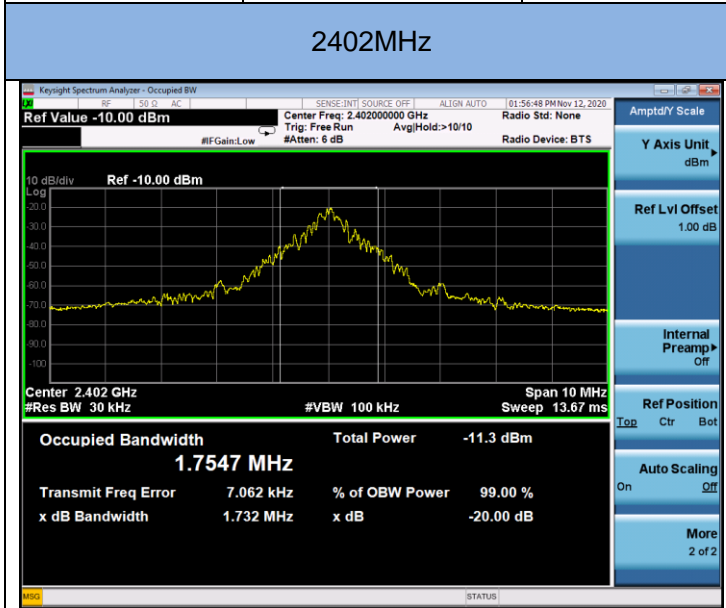 2402MHz
Keysight Spectrum Analyzer - Occupied BW
RF 50 Ω AC SENSE:INT SOURCE OFF ALIGN AUTO 01:56:48 PM Nov 12, 2020
Ref Value -10.00 dBm
Center Freq: 2.402000000 GHz
Radio Std: None
Trig: Free Run Avg|Hold:>10/10
#IFGain:Low
#Atten: 6 dB
Radio Device: BTS
10 dB/div Ref -10.00 dBm
Log
-20.0
-30.0
-40.0
-50.0
-60.0
-70.0
-80.0
-90.0
-100
Center 2.402 GHz
Span 10 MHz
#Res BW 30 kHz
#VBW 100 kHz
Sweep 13.67 ms
Occupied Bandwidth
Total Power -11.3 dBm
1.7547 MHz
Transmit Freq Error 7.062 kHz
% of OBW Power 99.00 %
x dB Bandwidth 1.732 MHz
x dB -20.00 dB
MSG
STATUS
Amptd/Y Scale
Y Axis Unit
dBm
Ref Lvl Offset
1.00 dB
Internal
Preamp
Off
Ref Position
Top Ctr Bot
Auto Scaling
On Off
More
2 of 2